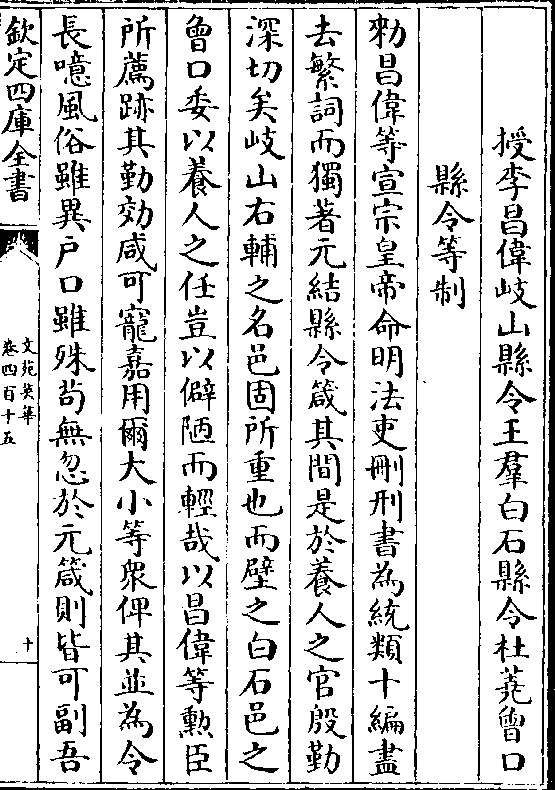 授李昌偉岐山縣令王羣白石縣令杜蕘曾口
縣令等制
勅昌偉等宣宗皇帝命明法吏刪刑書為統類十編盡
去繁詞而獨著元結縣令箴其間是於養人之官殷勤
深切矣岐山右輔之名邑固所重也而壁之白石邑之
曾口委以養人之任豈以僻陋而輕哉以昌偉等勲臣
所薦跡其勤効咸可寵嘉用爾大小等衆俾其並為令
長噫風俗雖異戸口雖殊茍無忽於元箴則皆可副吾
欽定四庫全書
文苑英華
卷四百十五
十